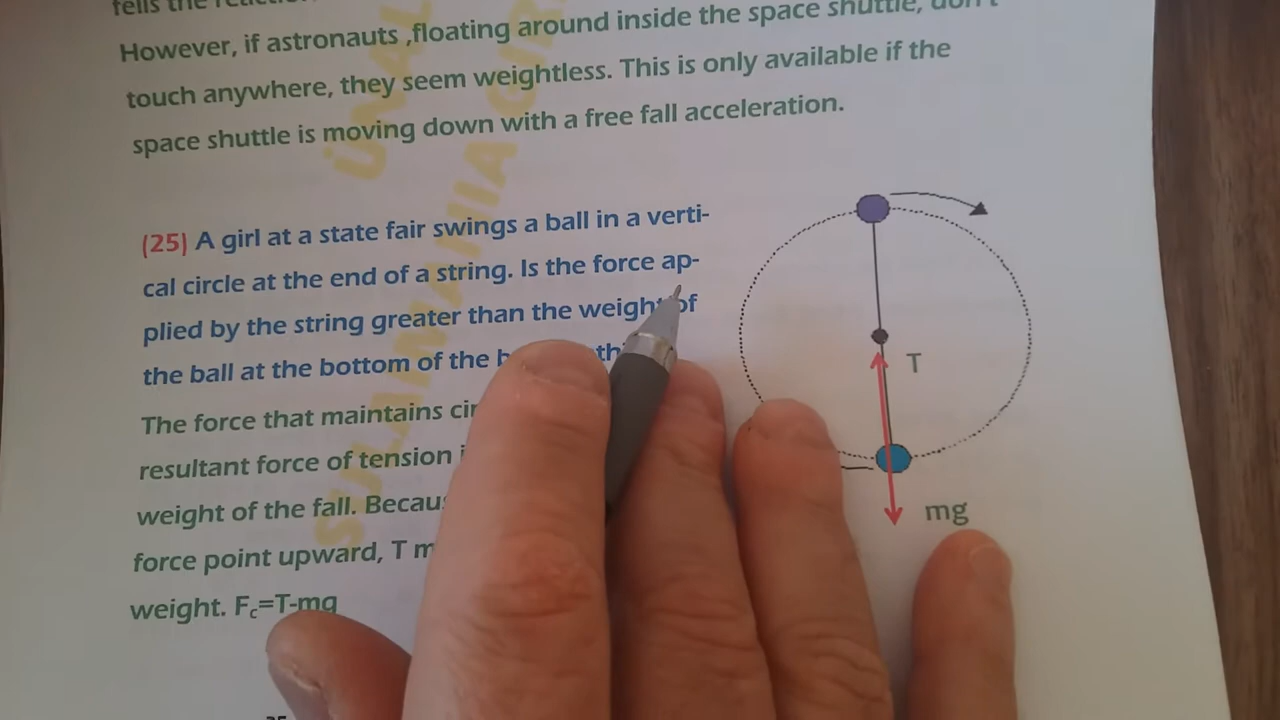 fells the
However, if astronauts ,floating around inside the space shuttle, don't
touch anywhere, they seem weightless. This is only available if the
space shuttle is moving down with a free fall acceleration.
(25) A girl at a state fair swings a ball in a verti-
cal circle at the end of a string. Is the force ap-
plied by the string greater than the weight of
the ball at the bottom of the
The force that maintains
resultant force of tension
weight of the fall.
force point upward, T
weight. Fc=T-mg
T
mg